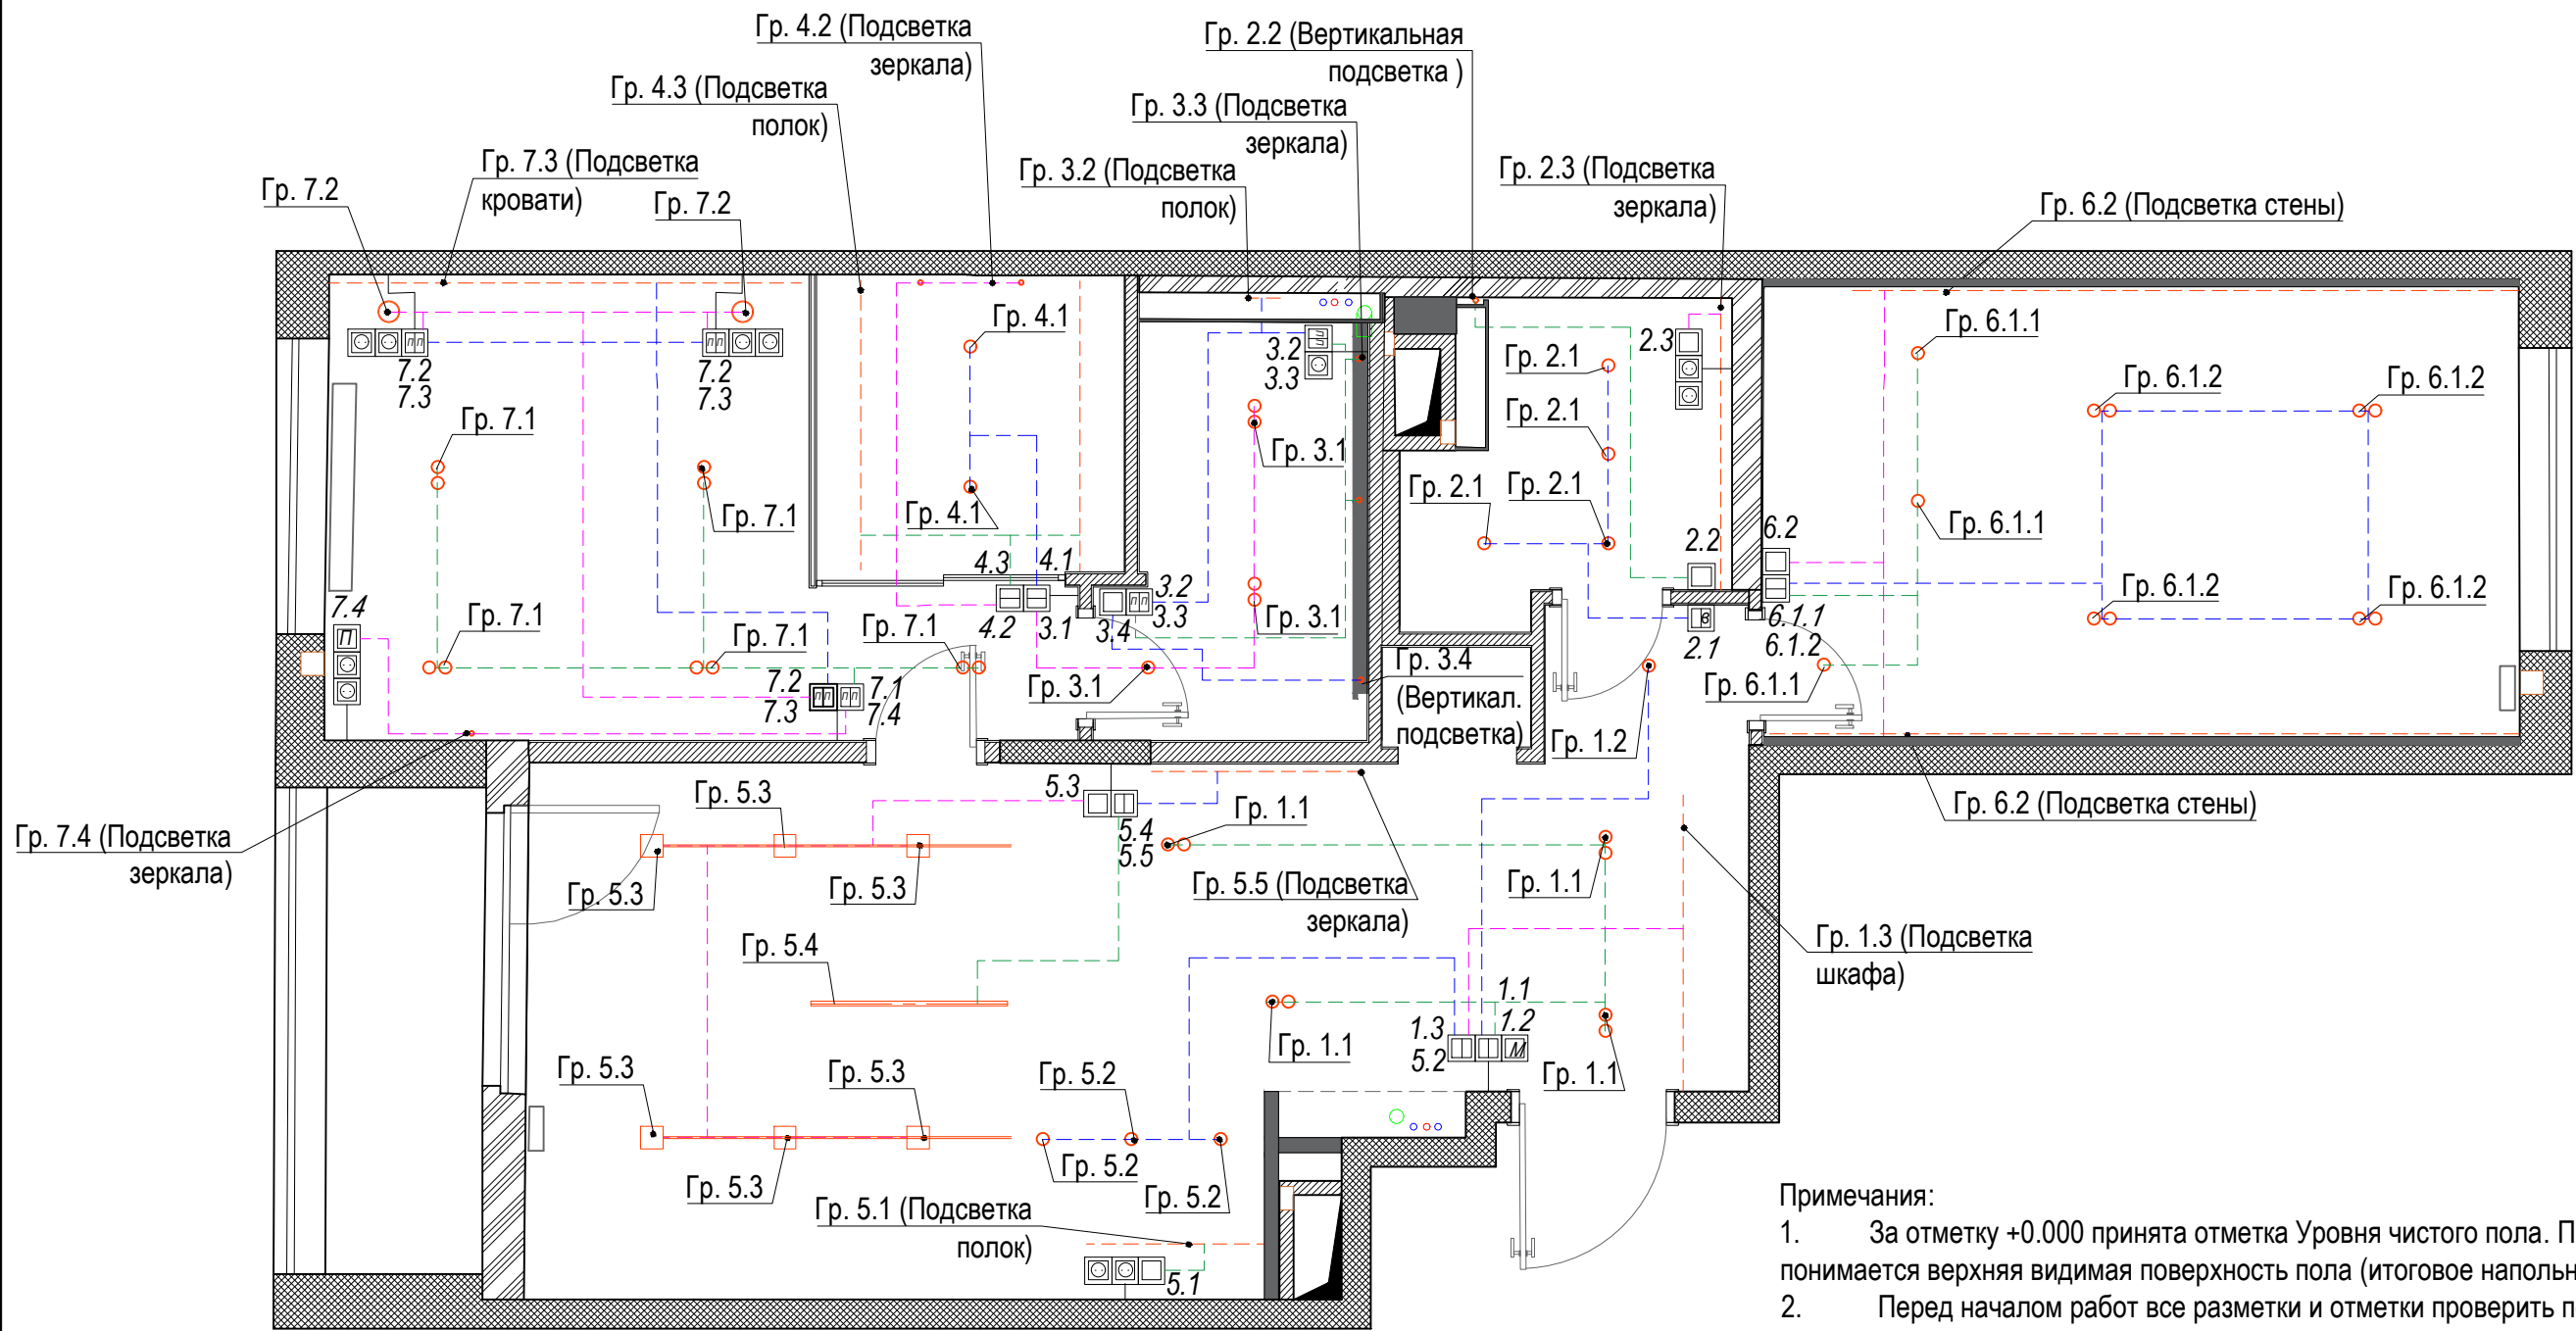 Гр. 4.2 (Подсветка
зеркала)
Гр. 2.2 (Вертикальная
подсветка )
Гр. 4.3 (Подсветка
полок)
Гр. 3.3 (Подсветка
зеркала)
Гр. 7.3 (Подсветка
кровати)
Гр. 7.2
Гр. 7.2
Гр. 3.2 (Подсветка
полок)
Гр. 2.3 (Подсветка
зеркала)
Гр. 6.2 (Подсветка стены)
Гр. 4.1
Гр. 6.1.1
7.2
7.3
7.2
7.3
3.2
3.3
2.3
Гр. 2.1
Гр. 6.1.2
Гр. 6.1.2
Гр. 7.1
Гр. 7.1
Гр. 4.1
Гр. 3.1
Гр. 2.1
Гр. 2.1
Гр. 2.1
Гр. 6.1.1
4.3
4.1
2.2
6.2
7.4
П
Гр. 7.1
Гр. 7.1
Гр. 7.1
4.2
3.1
3.4
3.2
3.3
Гр. 3.1
2.1
в
6.1.1
6.1.2
Гр. 6.1.2
Гр. 6.1.2
7.2
7.3
7.1
7.4
Гр. 3.1
Гр. 3.4
(Вертикал.
подсветка)
Гр. 6.1.1
Гр. 1.2
5.3
Гр. 5.3
5.4
5.5
Гр. 1.1
Гр. 6.2 (Подсветка стены)
Гр. 7.4 (Подсветка
зеркала)
Гр. 5.3
Гр. 5.3
Гр. 5.5 (Подсветка
зеркала)
Гр. 1.1
Гр. 5.4
Гр. 1.3 (Подсветка
шкафа)
1.1
1.2
1.3
5.2
М
Гр. 1.1
Гр. 1.1
Гр. 5.3
Гр. 5.3
Гр. 5.2
Гр. 5.3
Гр. 5.2
Гр. 5.2
Гр. 5.1 (Подсветка
полок)
5.1
Примечания:
1. За отметку +0.000 принята отметка Уровня чистого пола. П
понимается верхняя видимая поверхность пола (итоговое напольн
2. Перед началом работ все разметки и отметки проверить п